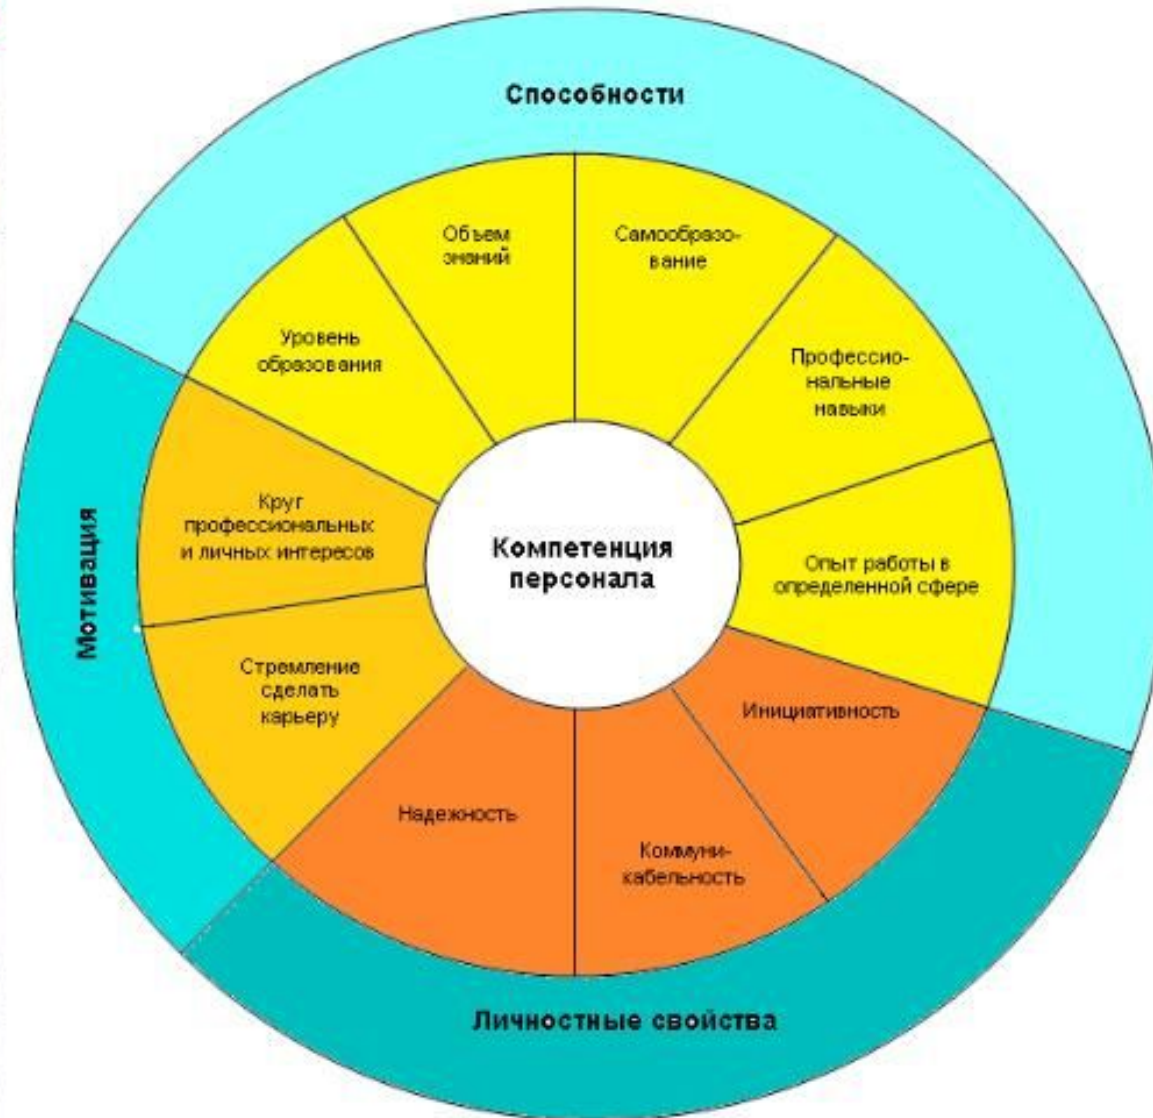 Способности
Объем
знаний
Самообразо-
вание
Уровень
образования
Профессио-
нальные
навыки
Круг
профессиональных
и личных интересов
Компетенция
персонала
Опыт работы в
определенной сфере
Мотивация
Стремление
сделать
карьеру
Инициативность
Надежность
Коммуни-
кабельность
Личностные свойства